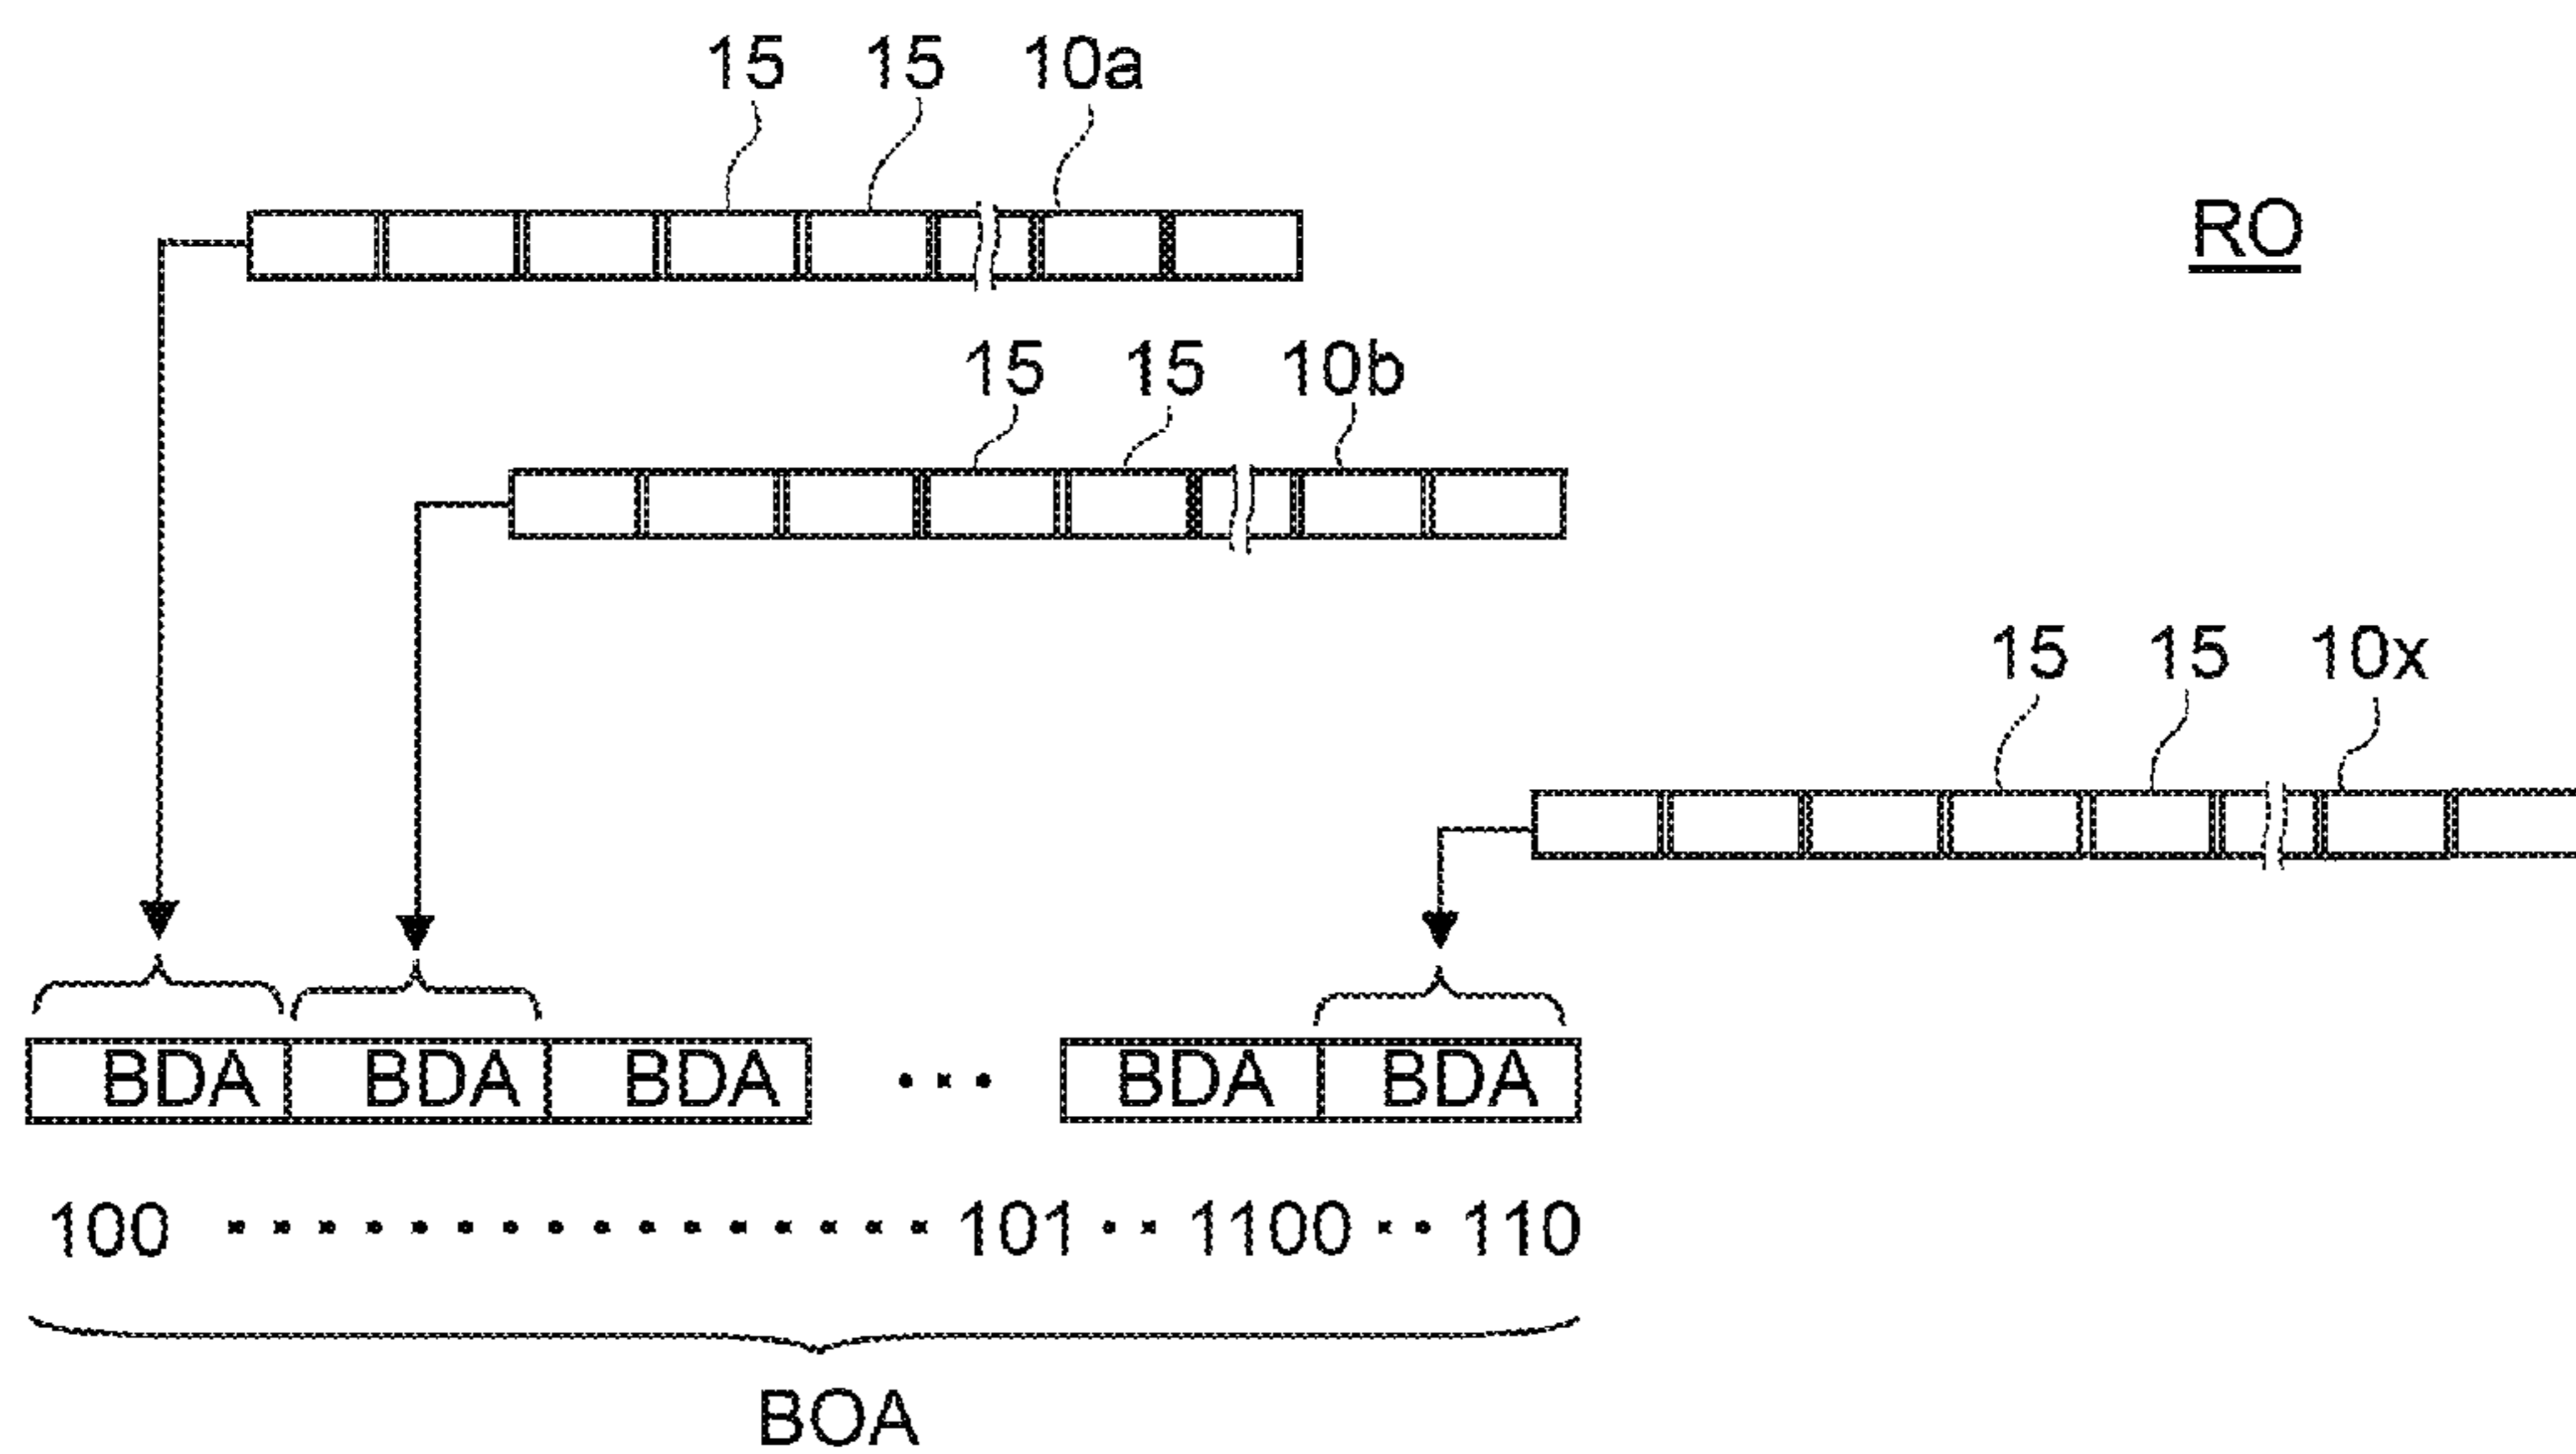 15 15 10a
RO
15 15 10b
15 15 10x
BDA BDA BDA ... BDA BDA
100 ................ 101 .. 1100 .. 110
BOA